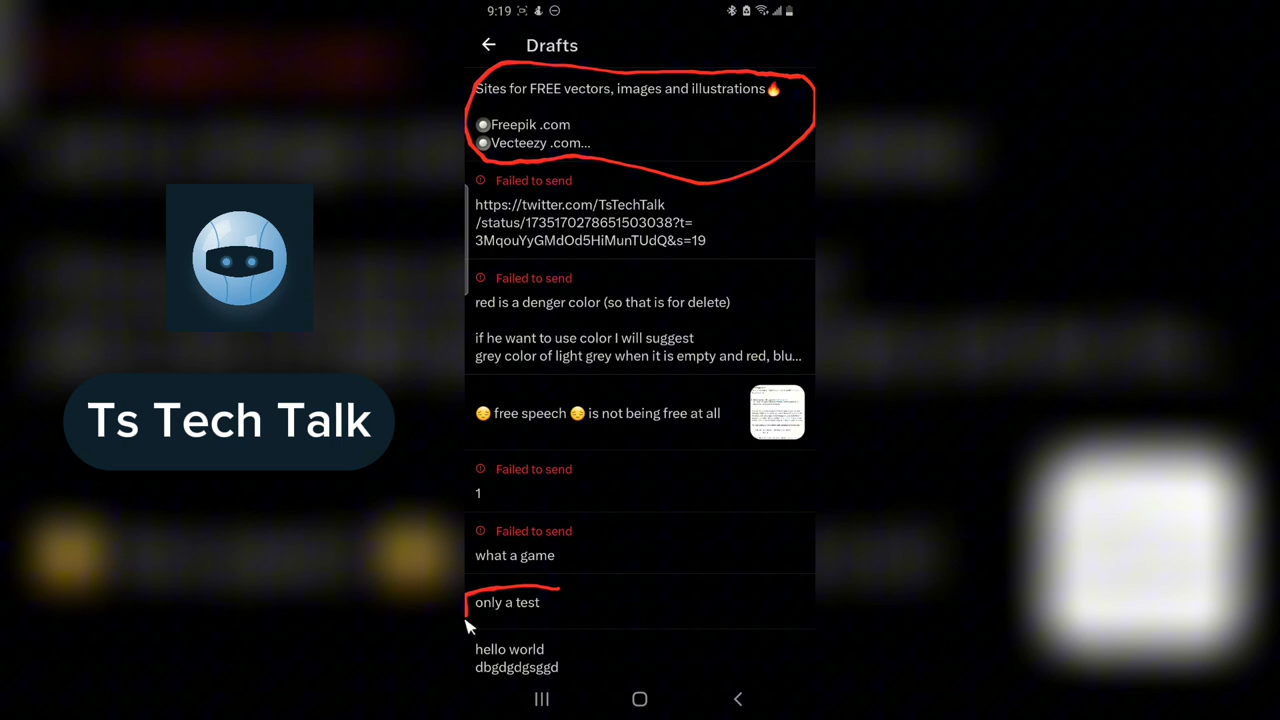 9:19
Drafts
Sites for FREE vectors, images and illustrations🔥
🔘Freepik .com
🔘Vecteezy .com...
Failed to send
https://twitter.com/TsTechTalk
/status/1735170278651503038?t=
3MqouYyGMdOd5HiMunTUdQ&s=19
Failed to send
red is a denger color (so that is for delete)
if he want to use color I will suggest
grey color of light grey when it is empty and red, blu...
😔 free speech 😔 is not being free at all
Failed to send
1
Failed to send
what a game
only a test
hello world
dbgdgdgsggd
Ts Tech Talk